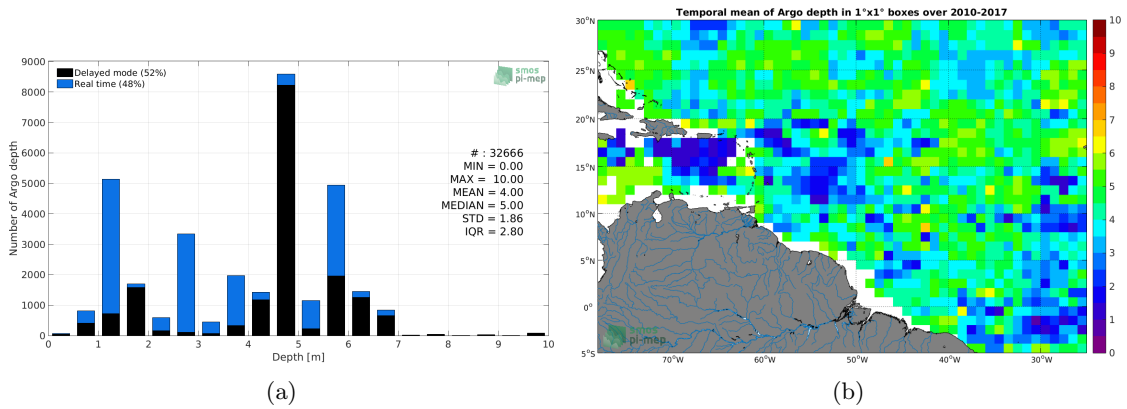 Delayed mode (52%)
Real time (48%)
smos
pi-mep
# : 32666
MIN = 0.00
MAX = 10.00
MEAN = 4.00
MEDIAN = 5.00
STD = 1.86
IQR = 2.80
Number of Argo depth
9000
8000
7000
6000
5000
4000
3000
2000
1000
0
0 1 2 3 4 5 6 7 8 9 10
Depth [m]
(a)
Temporal mean of Argo depth in 1°x1° boxes over 2010-2017
30°N
25°N
20°N
15°N
10°N
5°N
0°
5°S
70°W 60°W 50°W 40°W 30°W
smos
pi-mep
10
9
8
7
6
5
4
3
2
1
0
(b)